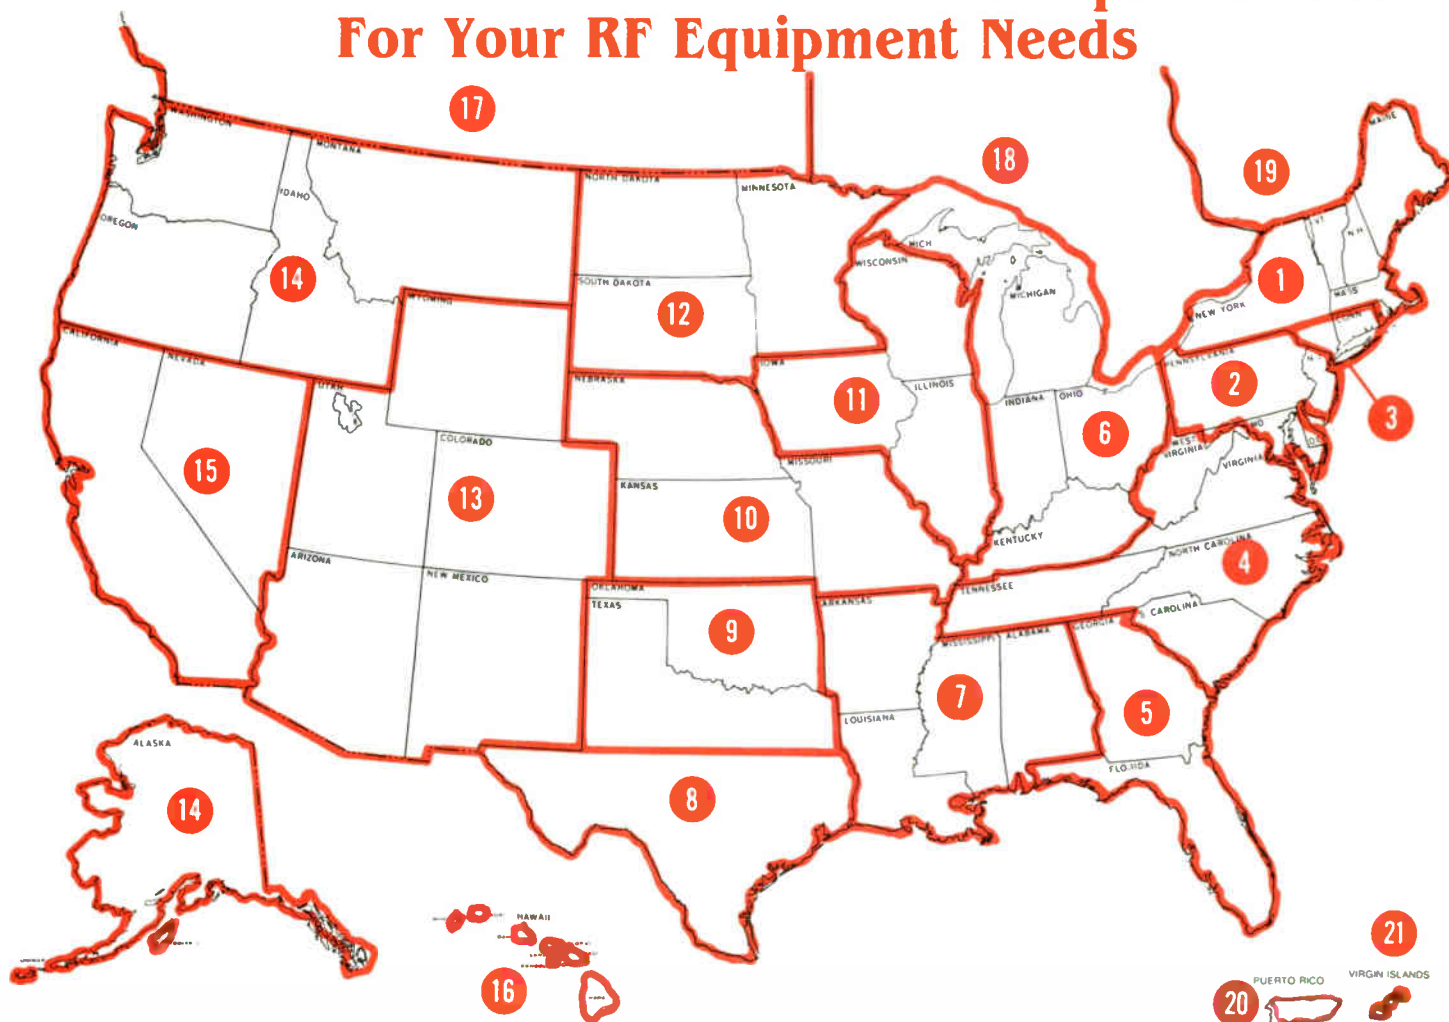 For Your RF Equipment Needs
17
18
19
WASHINGTON
MONTANA
NORTH DAKOTA
MINNESOTA
MAINE
IDAHO
OREGON
VT
N H
MICH
WISCONSIN
14
1
SOUTH DAKOTA
12
MICHIGAN
MASS
WYOMING
NEW YORK
CONN
CALIFORNIA
NEVADA
IOWA
PENNSYLVANIA
UTAH
NEBRASKA
ILLINOIS
2
11
INDIANA
OHIO
3
6
COLORADO
WEST
VIRGINIA
VIRGINIA
MISSOURI
15
13
KANSAS
10
KENTUCKY
NORTH CAROLINA
ARIZONA
4
NEW MEXICO
OKLAHOMA
TENNESSEE
TEXAS
ARKANSAS
S CAROLINA
9
MISSISSIPPI
ALABAMA
GEORGIA
7
5
LOUISIANA
ALASKA
FLORIDA
14
8
HAWAII
21
16
PUERTO RICO
VIRGIN ISLANDS
20